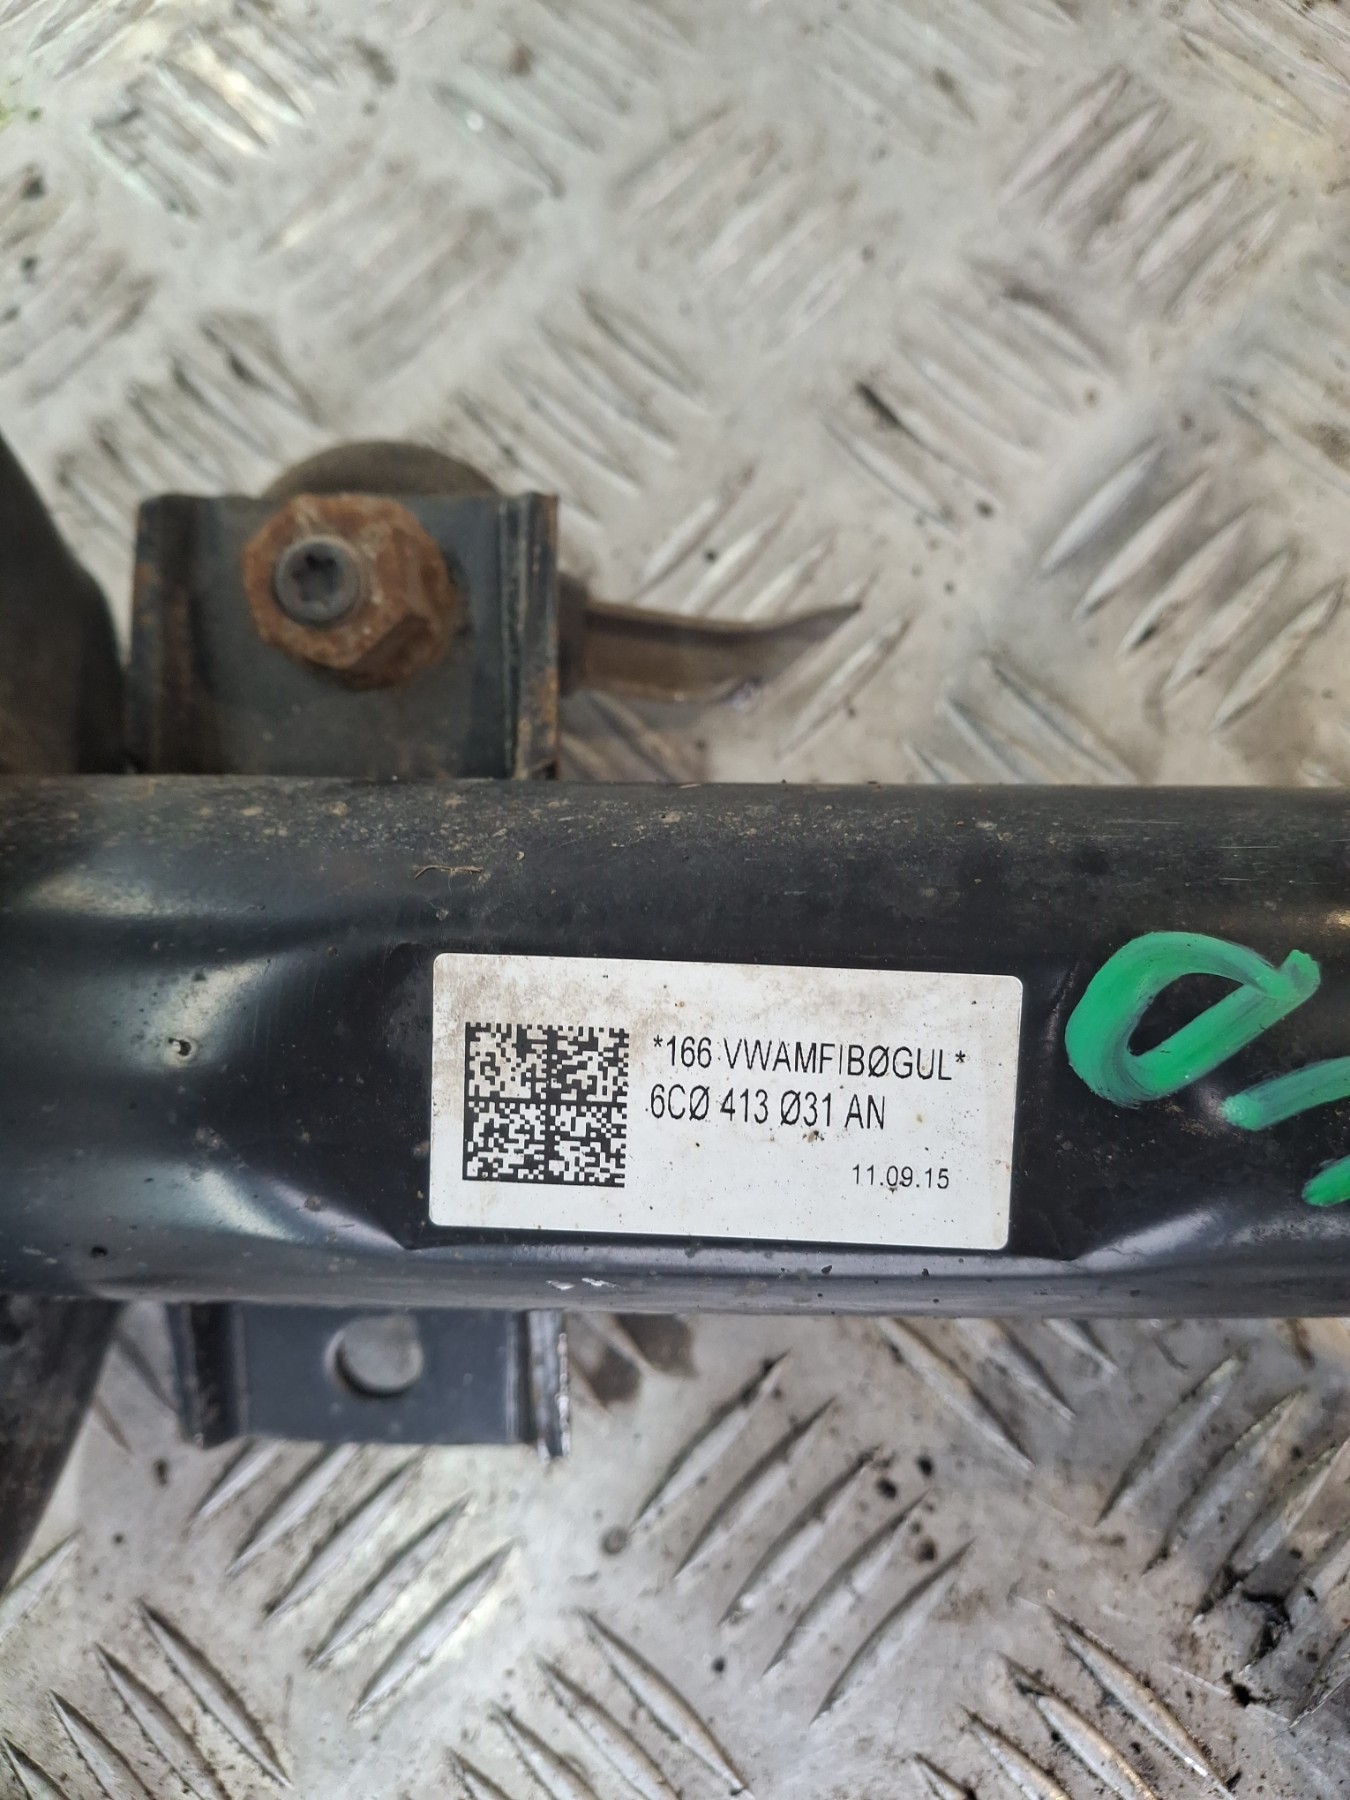 *166 VWAMFIBØGUL*
6CØ 413 Ø31 AN
11.09.15